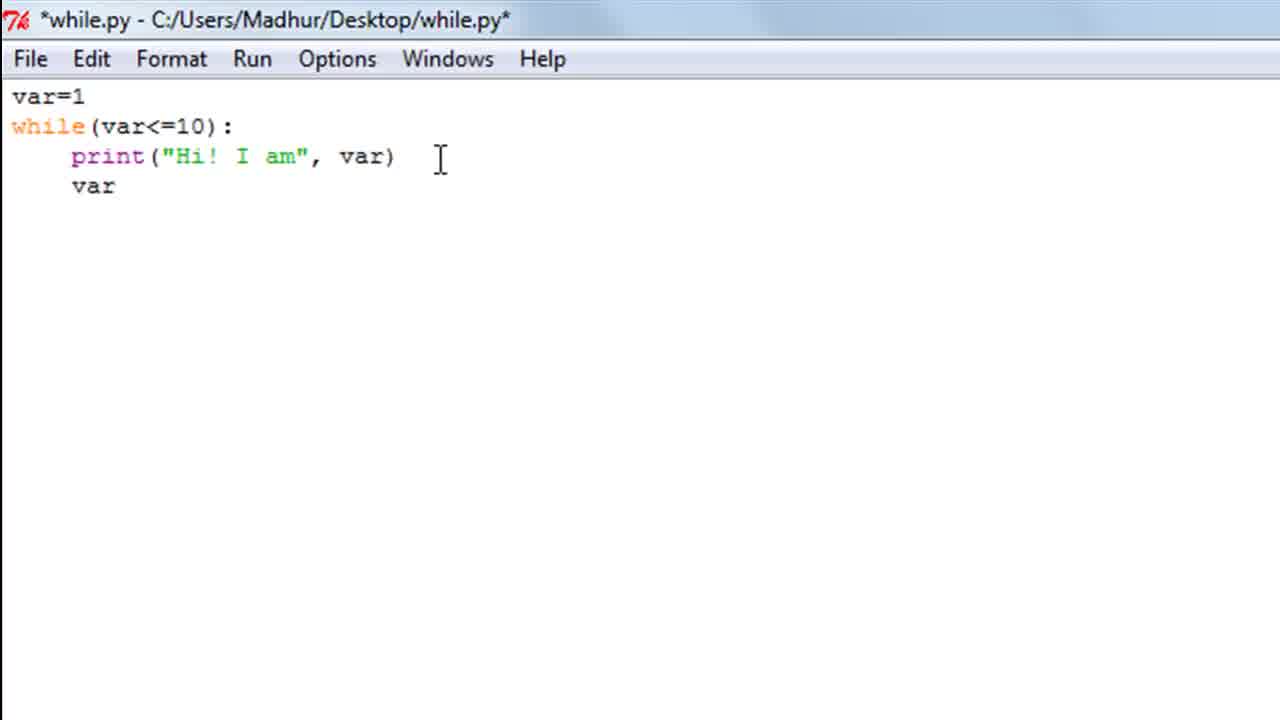 *while.py - C:/Users/Madhur/Desktop/while.py*
File Edit Format Run Options Windows Help
var=1
while(var<=10):
    print("Hi! I am", var)
    var